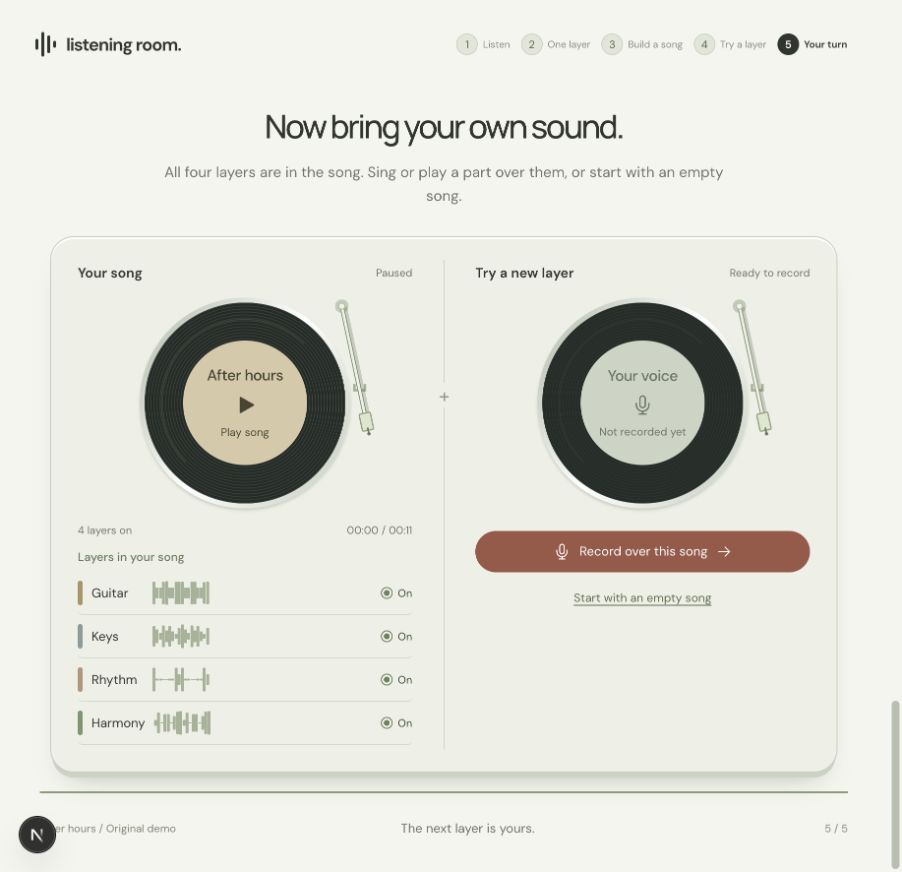 listening room.
1 Listen 2 One layer 3 Build a song 4 Try a layer 5 Your turn
Now bring your own sound.
All four layers are in the song. Sing or play a part over them, or start with an empty
song.
Your song Paused
After hours
Play song
4 layers on 00:00 / 00:11
Layers in your song
Guitar On
Keys On
Rhythm On
Harmony On
+
Try a new layer Ready to record
Your voice
Not recorded yet
Record over this song →
Start with an empty song
N
er hours / Original demo The next layer is yours. 5 / 5